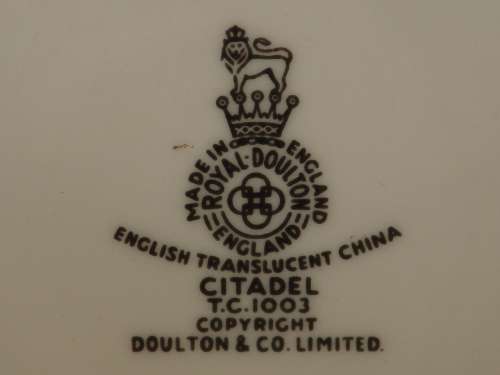 MADE IN ENGLAND
ROYAL·DOULTON
ENGLAND
ENGLISH TRANSLUCENT CHINA
CITADEL
T.C.1003
COPYRIGHT
DOULTON & CO. LIMITED.